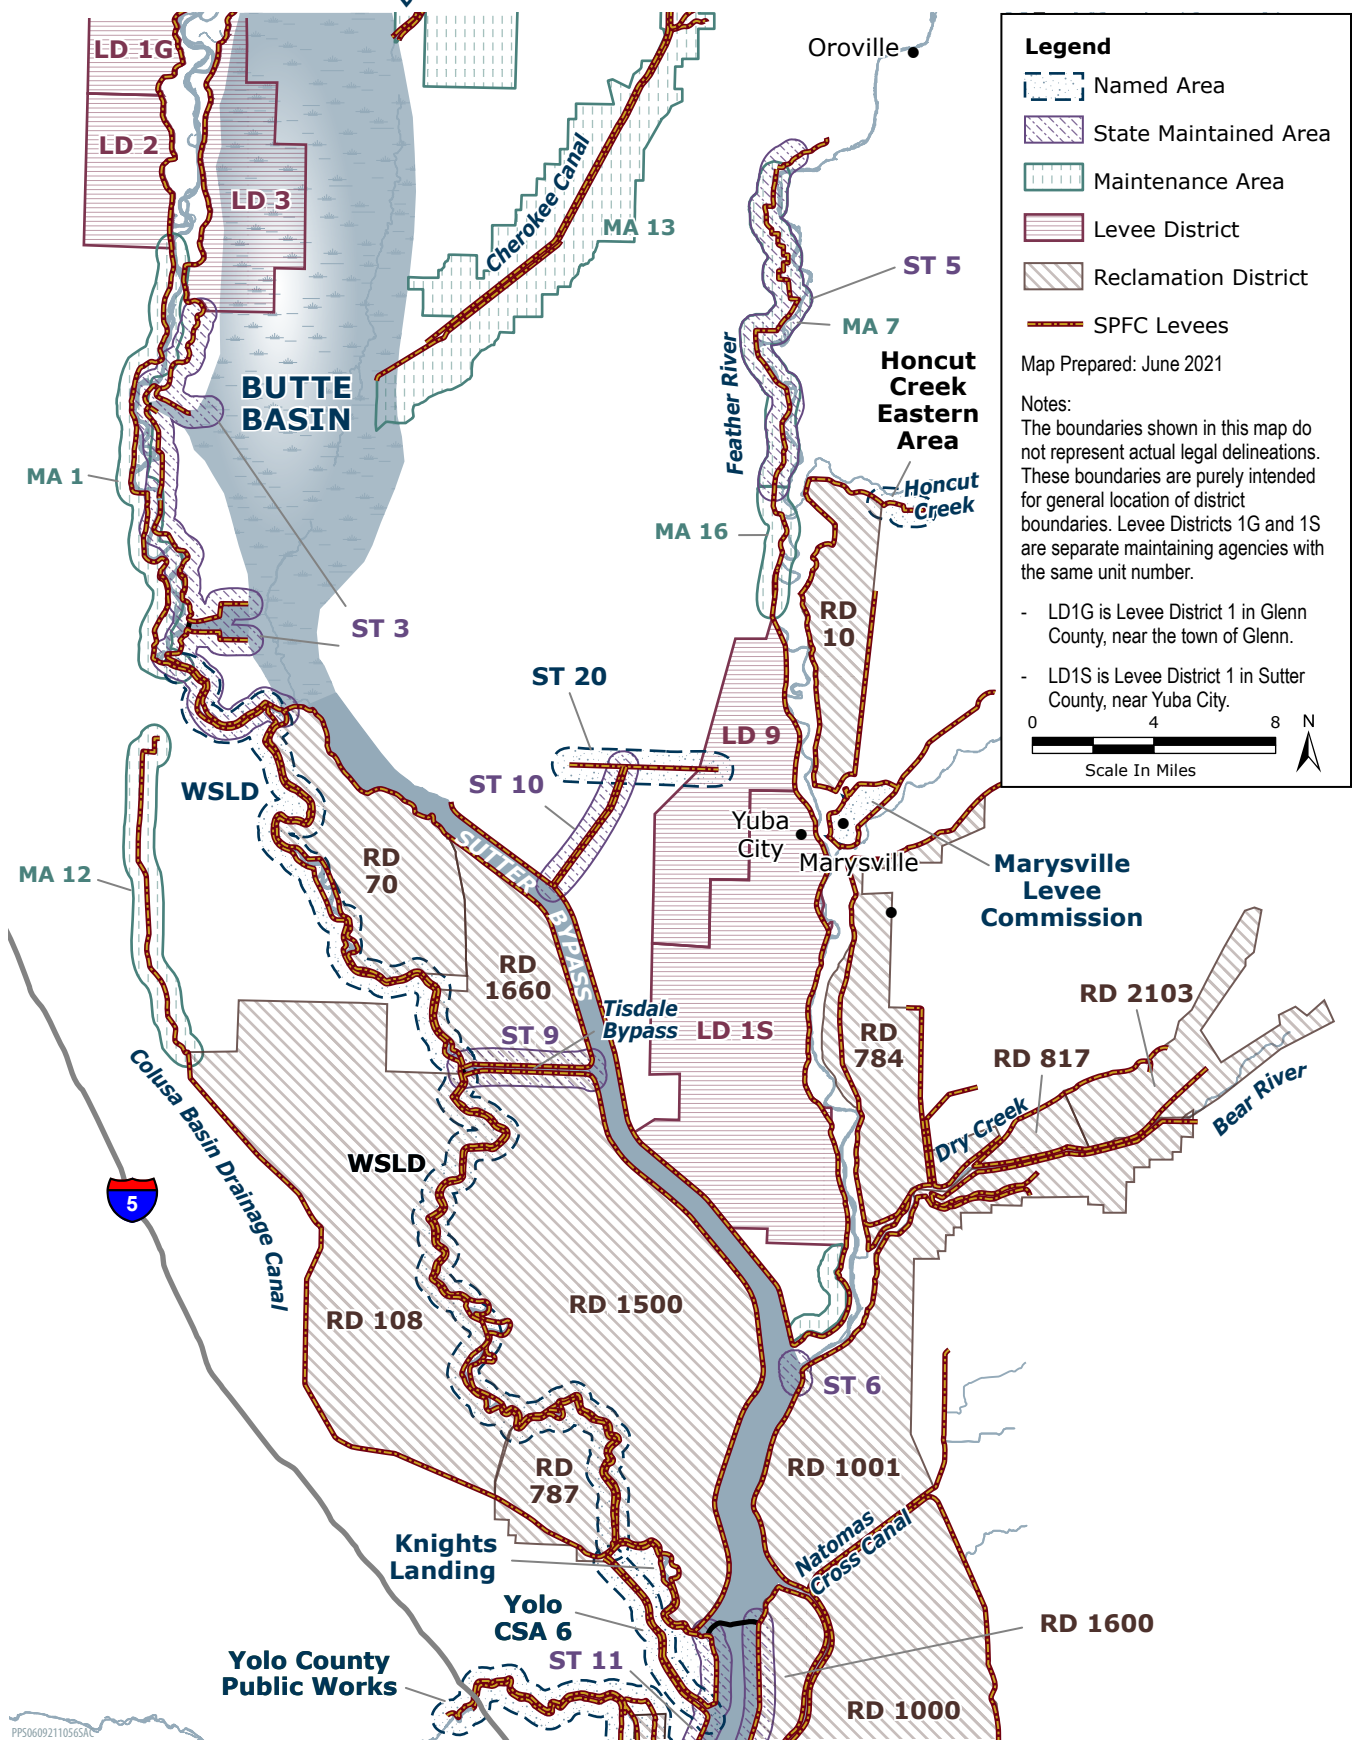 LD 1G
LD 2
LD 3
Cherokee Canal
MA 13
Oroville
ST 5
MA 7
Feather River
Honcut
Creek
Eastern
Area
Honcut
Creek
BUTTE
BASIN
MA 1
MA 16
ST 3
RD
10
ST 20
LD 9
ST 10
WSLD
Yuba
City
Marysville
Marysville
Levee
Commission
MA 12
RD
70
SUTTER
BYPASS
RD
1660
ST 9
Tisdale
Bypass
LD 1S
RD
784
RD 2103
RD 817
Dry Creek
Bear River
Colusa Basin Drainage Canal
WSLD
5
RD 108
RD 1500
ST 6
RD
787
RD 1001
Natomas
Cross Canal
Knights
Landing
Yolo
CSA 6
ST 11
Yolo County
Public Works
RD 1600
RD 1000
PPS0609211056SAC
Legend
Named Area
State Maintained Area
Maintenance Area
Levee District
Reclamation District
SPFC Levees
Map Prepared: June 2021
Notes:
The boundaries shown in this map do
not represent actual legal delineations.
These boundaries are purely intended
for general location of district
boundaries. Levee Districts 1G and 1S
are separate maintaining agencies with
the same unit number.
- LD1G is Levee District 1 in Glenn
County, near the town of Glenn.
- LD1S is Levee District 1 in Sutter
County, near Yuba City.
0 4 8 N
Scale In Miles